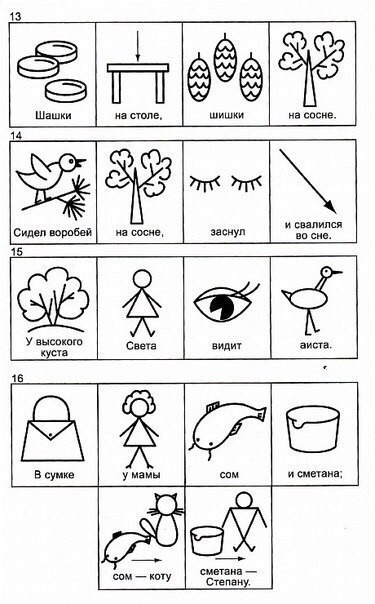 13
Шашки на столе, шишки на сосне.
14
Сидел воробей на сосне, заснул и свалился
во сне.
15
У высокого
куста Света видит аиста.
16
В сумке у мамы сом и сметана;
сом — коту сметана —
Степану.